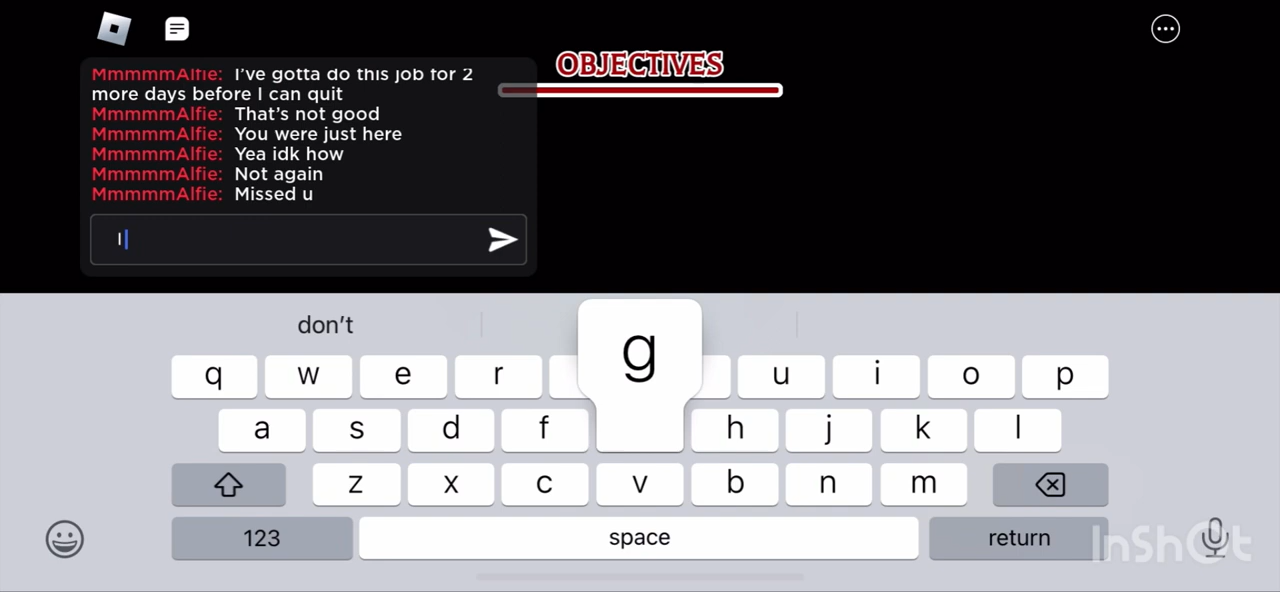 OBJECTIVES
MmmmmAlfie: I've gotta do this job for 2
more days before I can quit
MmmmmAlfie: That's not good
MmmmmAlfie: You were just here
MmmmmAlfie: Yea idk how
MmmmmAlfie: Not again
MmmmmAlfie: Missed u
I
don't
g
q w e r u i o p
a s d f h j k l
z x c v b n m
123 space return
InShOt